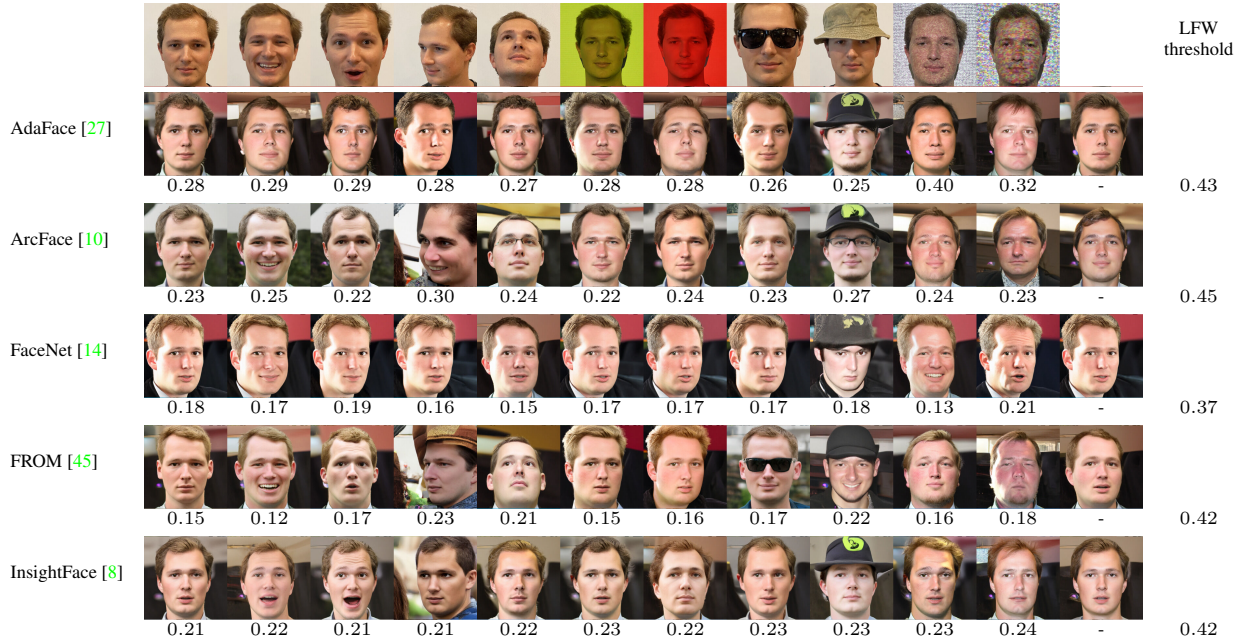 LFW
threshold
AdaFace [27]
0.28 0.29 0.29 0.28 0.27 0.28 0.28 0.26 0.25 0.40 0.32 - 0.43
ArcFace [10]
0.23 0.25 0.22 0.30 0.24 0.22 0.24 0.23 0.27 0.24 0.23 - 0.45
FaceNet [14]
0.18 0.17 0.19 0.16 0.15 0.17 0.17 0.17 0.18 0.13 0.21 - 0.37
FROM [45]
0.15 0.12 0.17 0.23 0.21 0.15 0.16 0.17 0.22 0.16 0.18 - 0.42
InsightFace [8]
0.21 0.22 0.21 0.21 0.22 0.23 0.22 0.23 0.23 0.23 0.24 - 0.42